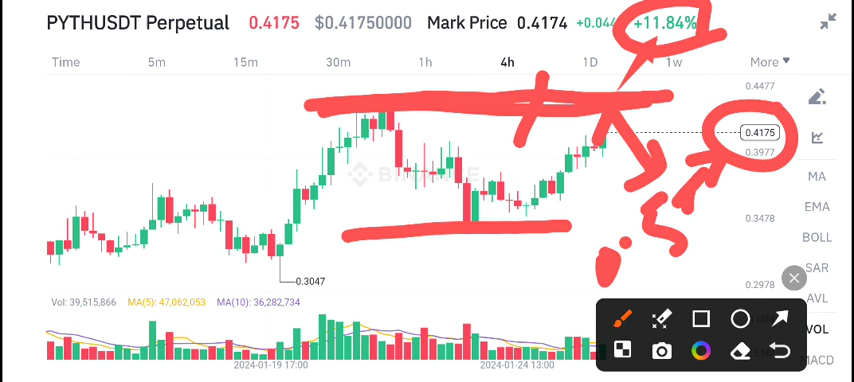 PYTHUSDT Perpetual 0.4175 $0.41750000 Mark Price 0.4174 +0.044 +11.84%
Time 5m 15m 30m 1h 4h 1D 1w More
0.4477
0.4175
0.3977
BINANCE
MA
EMA
0.3478
BOLL
SAR
0.3047
0.2978
AVL
Vol: 39,515,866 MA(5): 47,062,053 MA(10): 36,282,734
VOL
MACD
2024-01-19 17:00 2024-01-24 13:00